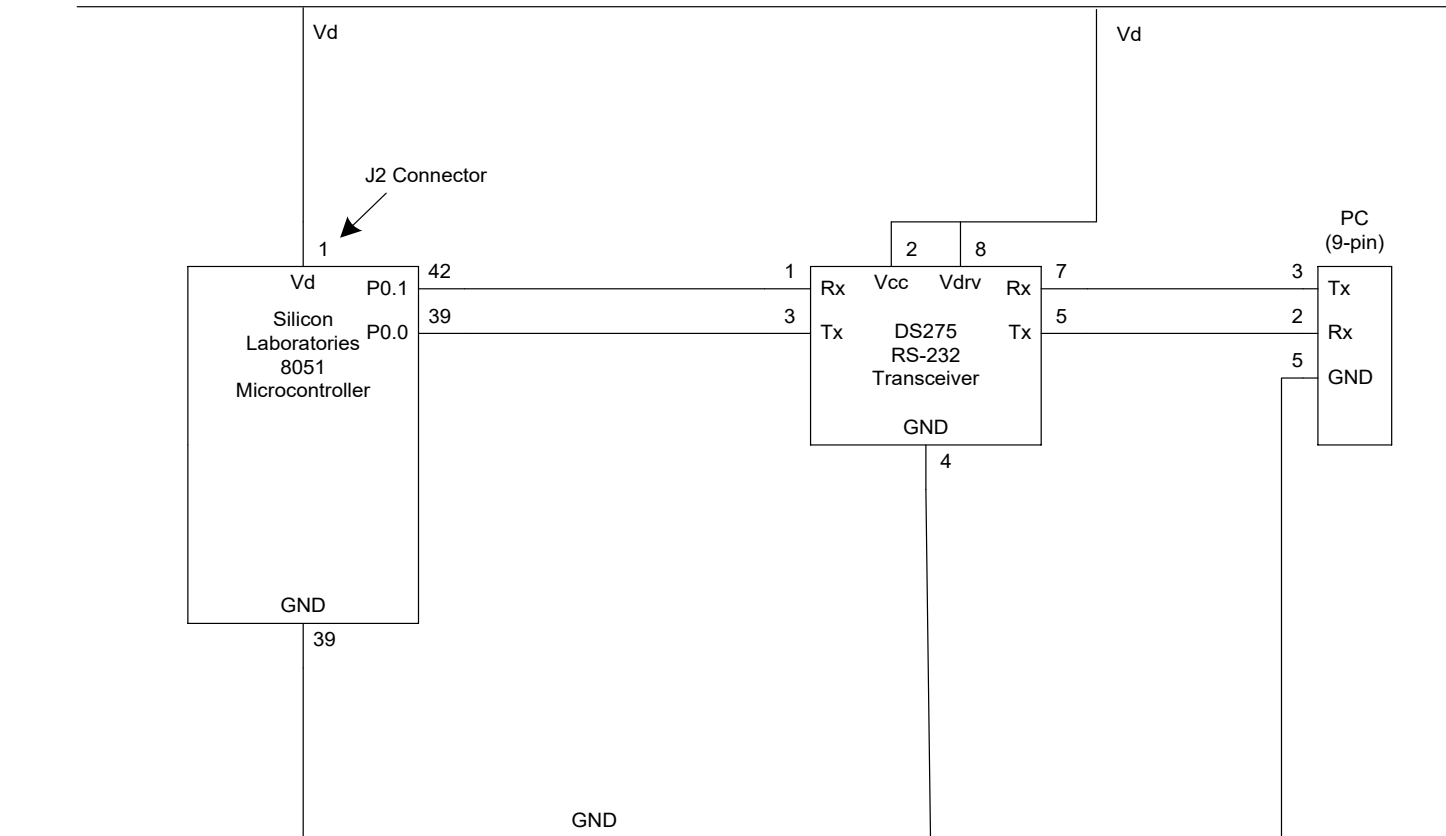 Vd
Vd
J2 Connector
PC
(9-pin)
1
2
8
Vd
42
P0.1
1
Rx
Vcc
Vdrv
Rx
7
3
Tx
Silicon
Laboratories
8051
Microcontroller
P0.0
39
3
Tx
DS275
RS-232
Transceiver
Tx
5
2
Rx
5
GND
GND
4
GND
39
GND